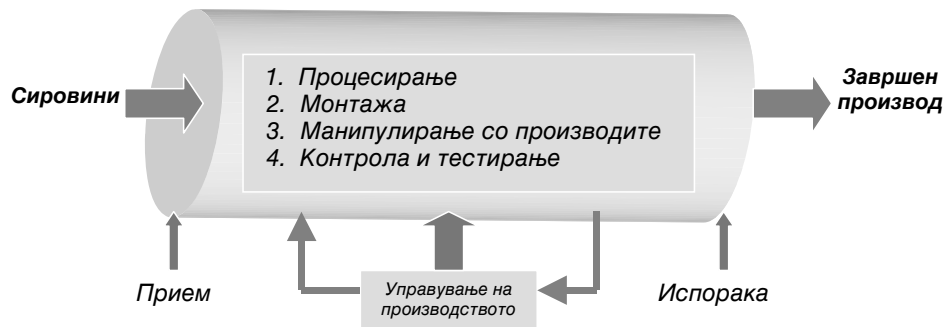 Сировини
1. Процесирање
2. Монтажа
3. Манипулирање со производите
4. Контрола и тестирање
Завршен
производ
Прием
Управување на
производството
Испорака